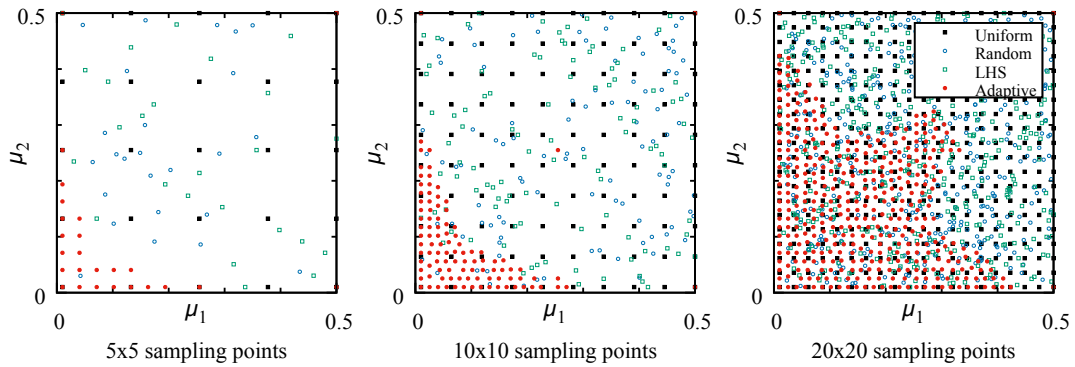 0.5
μ2
0
0
μ1
0.5
5x5 sampling points
0.5
μ2
0
0
μ1
0.5
10x10 sampling points
0.5
μ2
0
0
μ1
0.5
20x20 sampling points
Uniform
Random
LHS
Adaptive